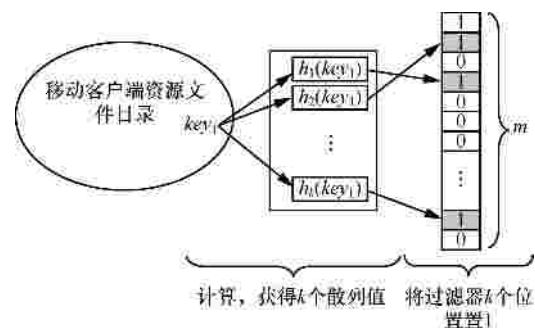 移动客户端资源文
件目录
key₁
h₁(key₁)
h₂(key₁)
⋮
hₖ(key₁)
1
1
0
1
0
0
0
0
⋮
1
0
m
计算，获得k个散列值
将过滤器k个位
置置1